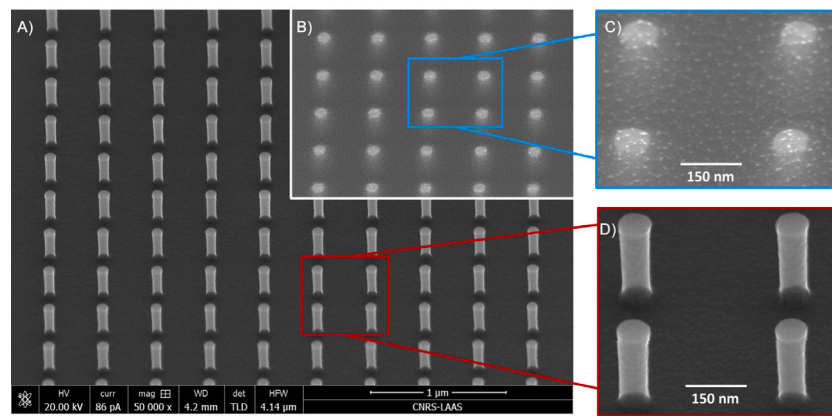 A)
B)
C)
150 nm
D)
150 nm
HV curr mag WD det HFW 1 μm
20.00 kV 86 pA 50 000 x 4.2 mm TLD 4.14 μm CNRS-LAAS